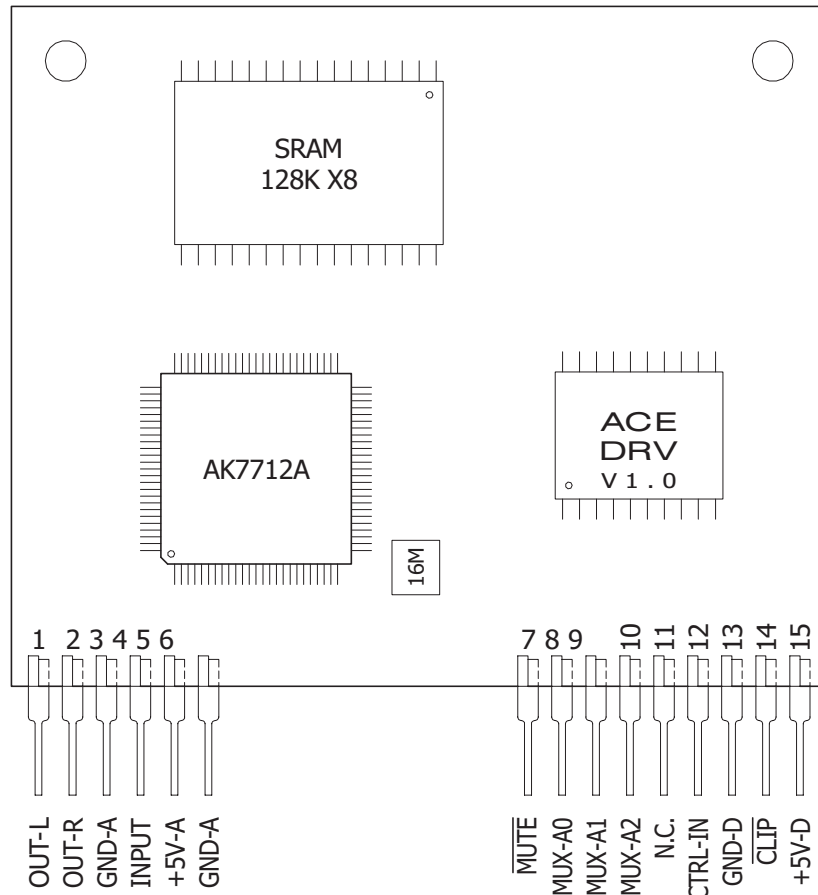 SRAM
128K X8
AK7712A
ACE
DRV
V 1 . 0
16M
1 2 3 4 5 6
7 8 9 10 11 12 13 14 15
OUT-L
OUT-R
GND-A
INPUT
+5V-A
GND-A
MUTE
MUX-A0
MUX-A1
MUX-A2
N.C.
CTRL-IN
GND-D
CLIP
+5V-D